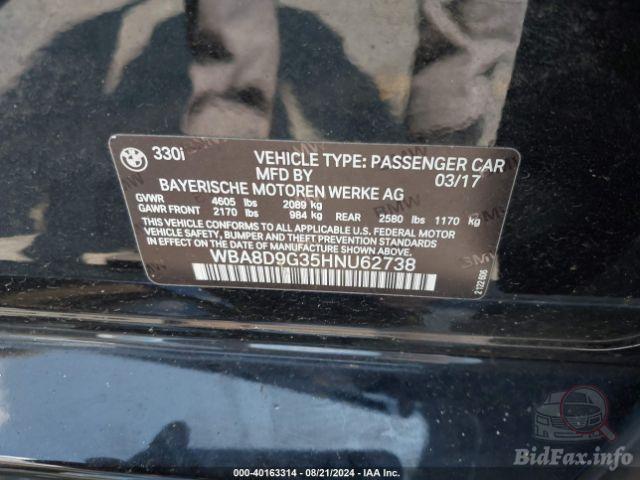 330i VEHICLE TYPE: PASSENGER CAR
MFD BY 03/17
BAYERISCHE MOTOREN WERKE AG
GVWR 4605 lbs 2089 kg
GAWR FRONT 2170 lbs 984 kg REAR 2580 lbs 1170 kg
THIS VEHICLE CONFORMS TO ALL APPLICABLE U.S. FEDERAL MOTOR
VEHICLE SAFETY, BUMPER AND THEFT PREVENTION STANDARDS
IN EFFECT ON THE DATE OF MANUFACTURE SHOWN ABOVE.
WBA8D9G35HNU62738
2 122 606
BidFax.info
000-40163314 - 08/21/2024 - IAA Inc.